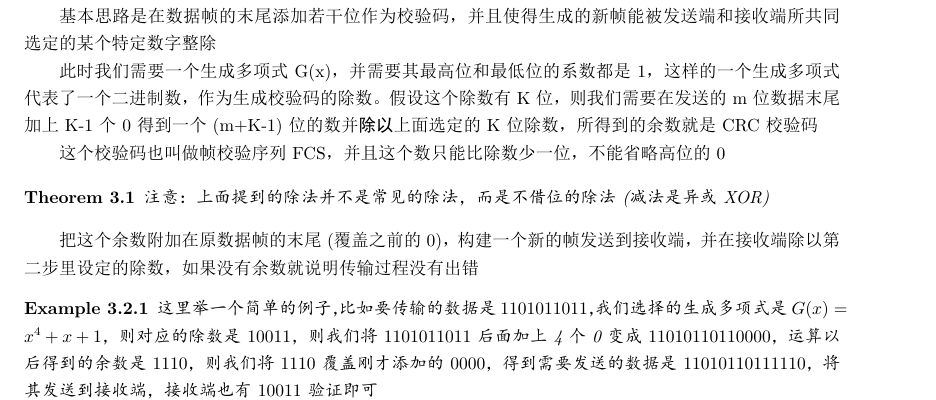 基本思路是在数据帧的末尾添加若干位作为校验码，并且使得生成的新帧能被发送端和接收端所共同
选定的某个特定数字整除
此时我们需要一个生成多项式 G(x)，并需要其最高位和最低位的系数都是 1，这样的一个生成多项式
代表了一个二进制数，作为生成校验码的除数。假设这个除数有 K 位，则我们需要在发送的 m 位数据末尾
加上 K-1 个 0 得到一个 (m+K-1) 位的数并除以上面选定的 K 位除数，所得到的余数就是 CRC 校验码
这个校验码也叫做帧校验序列 FCS，并且这个数只能比除数少一位，不能省略高位的 0
Theorem 3.1 注意：上面提到的除法并不是常见的除法，而是不借位的除法 (减法是异或 XOR)
把这个余数附加在原数据帧的末尾 (覆盖之前的 0)，构建一个新的帧发送到接收端，并在接收端除以第
二步里设定的除数，如果没有余数就说明传输过程没有出错
Example 3.2.1 这里举一个简单的例子,比如要传输的数据是 1101011011,我们选择的生成多项式是 G(x) =
x⁴ + x + 1，则对应的除数是 10011，则我们将 1101011011 后面加上 4 个 0 变成 11010110110000，运算以
后得到的余数是 1110，则我们将 1110 覆盖刚才添加的 0000，得到需要发送的数据是 11010110111110，将
其发送到接收端，接收端也有 10011 验证即可